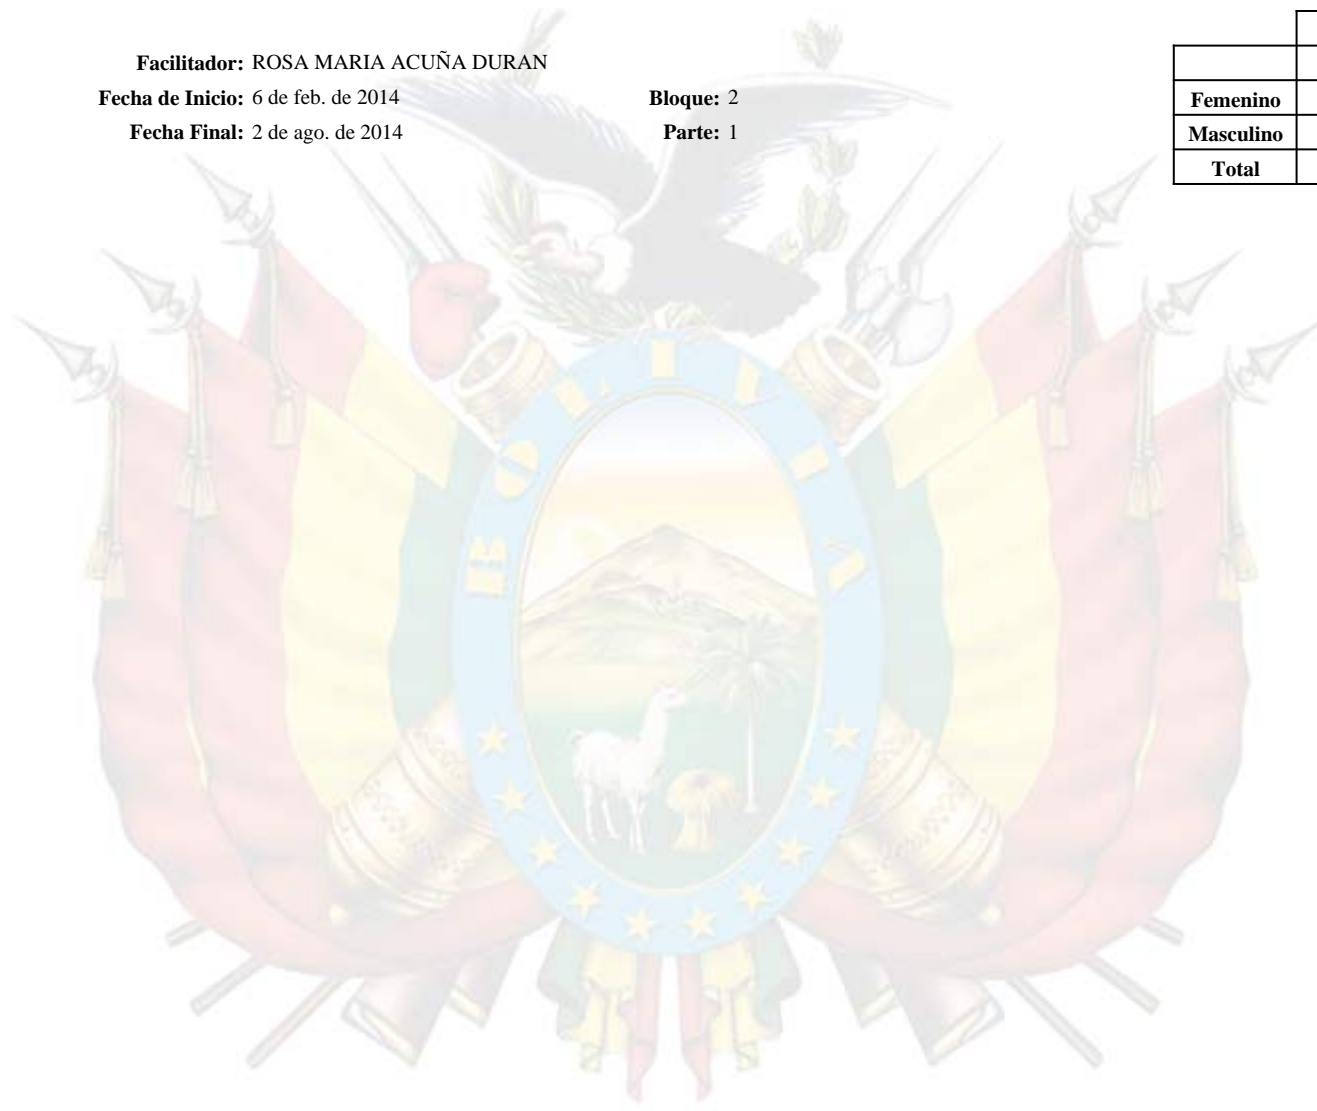 Facilitador: ROSA MARIA ACUÑA DURAN
Fecha de Inicio: 6 de feb. de 2014 Bloque: 2
Fecha Final: 2 de ago. de 2014 Parte: 1
Femenino
Masculino
Total
BOLIVIA